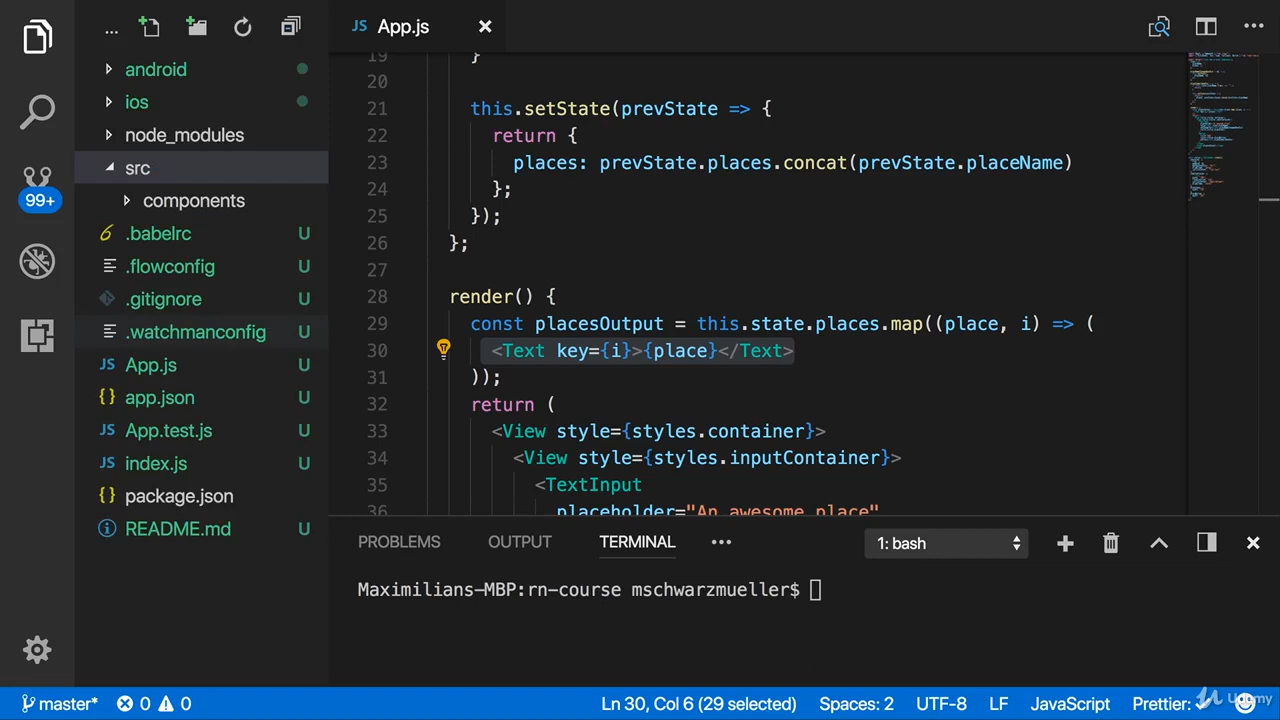 ...
JS App.js
android
ios
node_modules
src
components
.babelrc U
.flowconfig U
.gitignore U
.watchmanconfig U
JS App.js U
{} app.json U
JS App.test.js U
JS index.js U
{} package.json
README.md U
99+
19 }
20
21 this.setState(prevState => {
22 return {
23 places: prevState.places.concat(prevState.placeName)
24 };
25 });
26 };
27
28 render() {
29 const placesOutput = this.state.places.map((place, i) => (
30 <Text key={i}>{place}</Text>
31 ));
32 return (
33 <View style={styles.container}>
34 <View style={styles.inputContainer}>
35 <TextInput
36 placeholder="An awesome place"
PROBLEMS OUTPUT TERMINAL ... 1: bash
Maximilians-MBP:rn-course mschwarzmueller$
master* 0 0 Ln 30, Col 6 (29 selected) Spaces: 2 UTF-8 LF JavaScript Prettier: ✓
Udemy